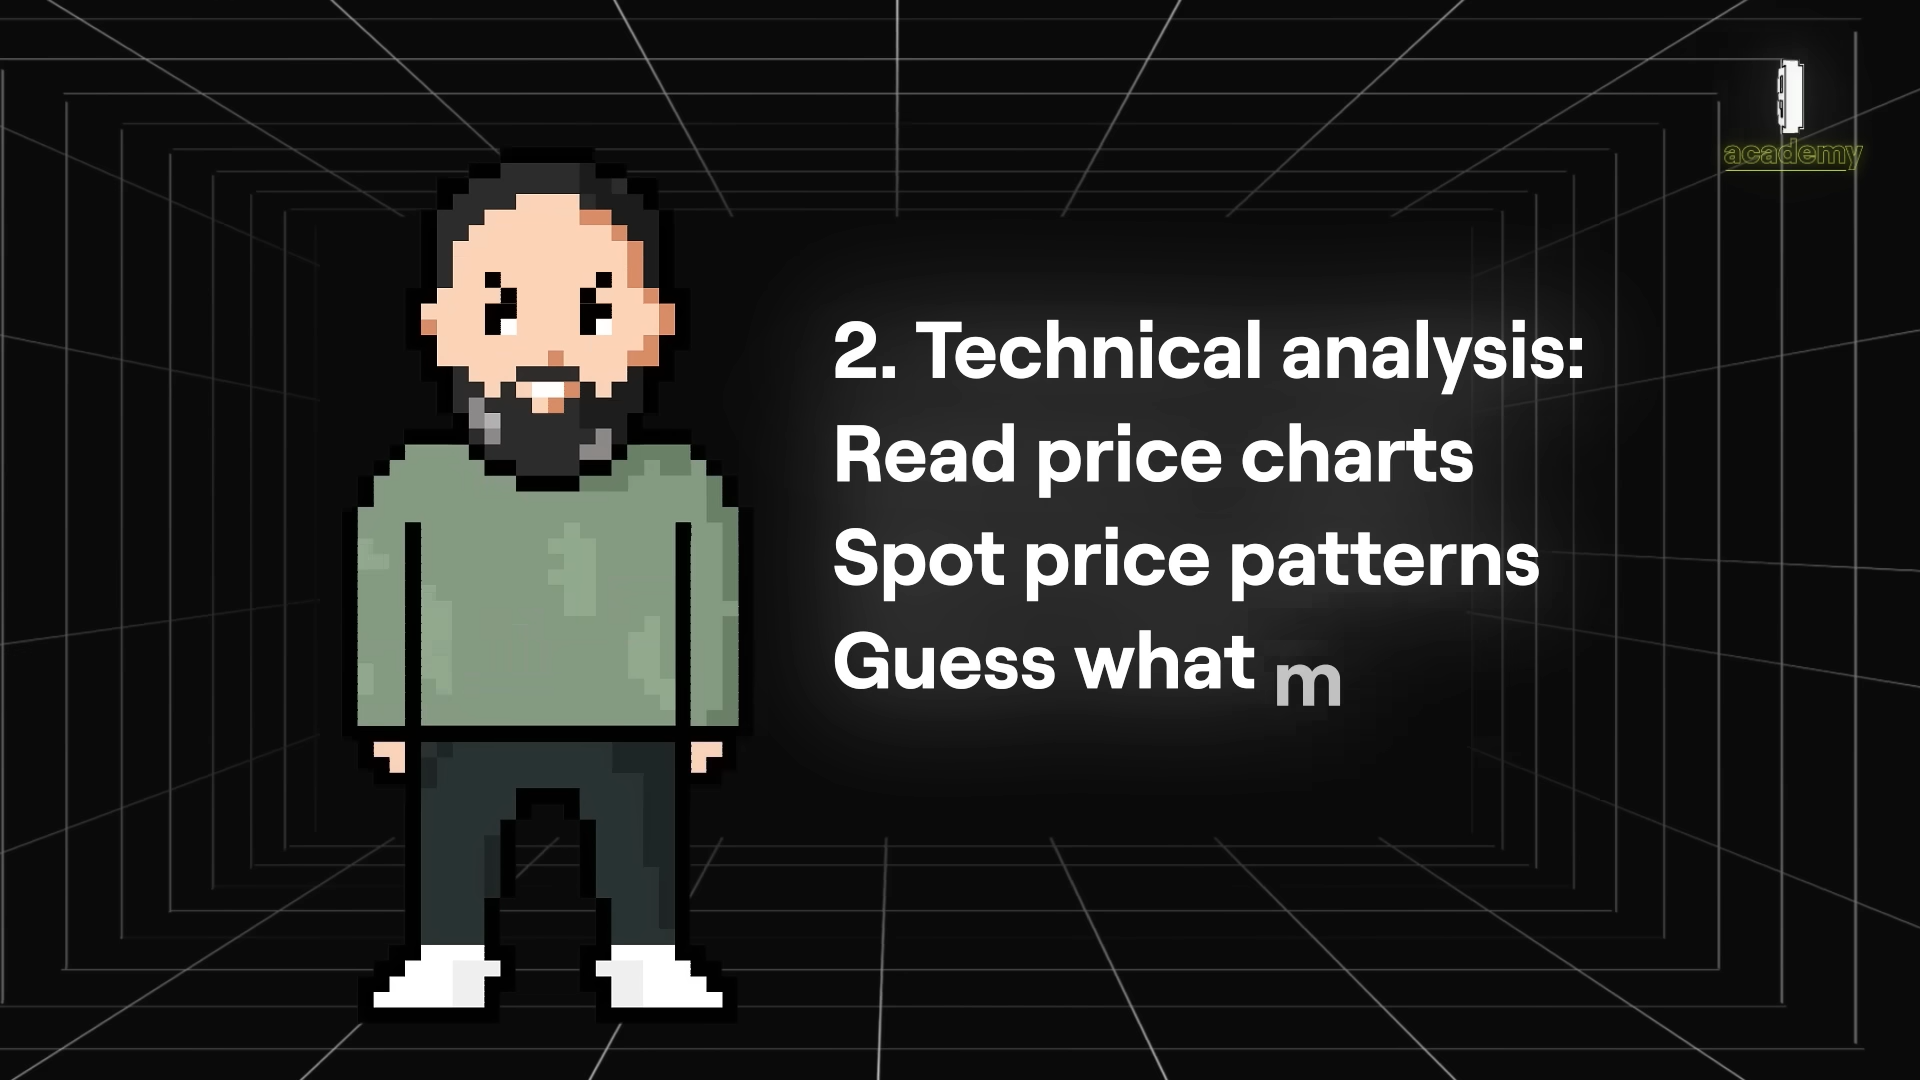 academy
2. Technical analysis:
Read price charts
Spot price patterns
Guess what m